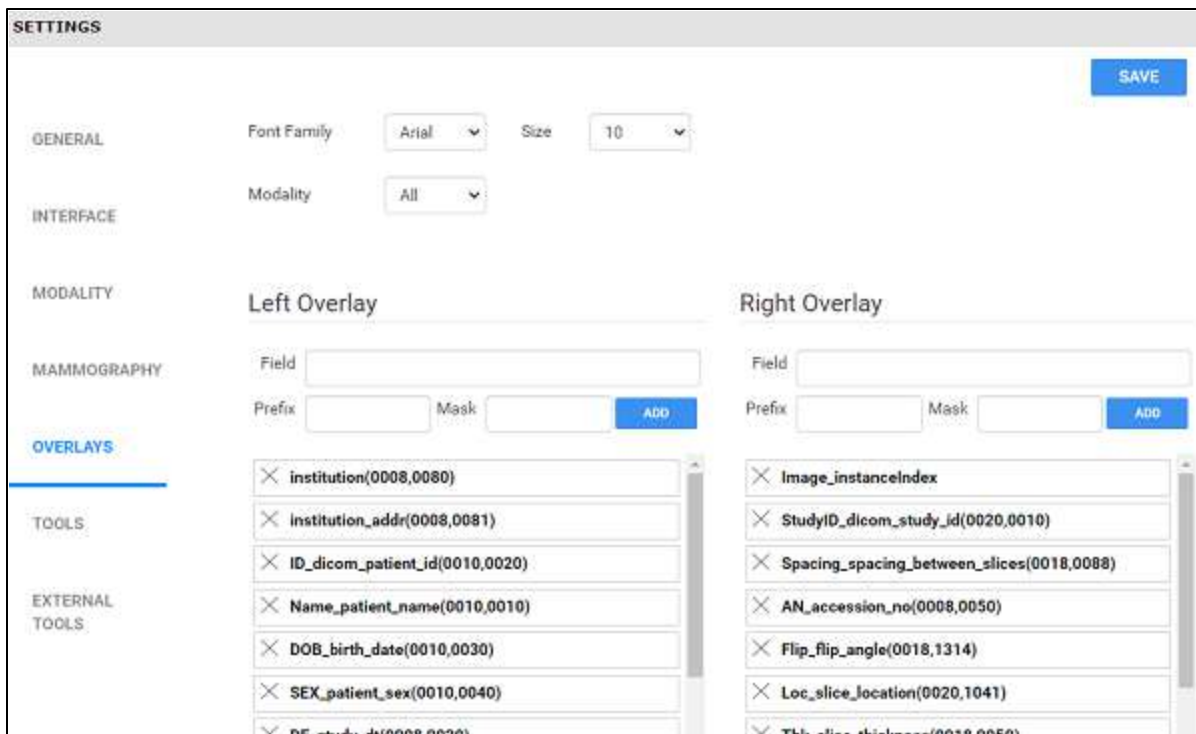 SETTINGS
SAVE
GENERAL
INTERFACE
MODALITY
MAMMOGRAPHY
OVERLAYS
TOOLS
EXTERNAL
TOOLS
Font Family Arial Size 10
Modality All
Left Overlay
Field
Prefix Mask ADD
institution(0008,0080)
institution_addr(0008,0081)
ID_dicom_patient_id(0010,0020)
Name_patient_name(0010,0010)
DOB_birth_date(0010,0030)
SEX_patient_sex(0010,0040)
Right Overlay
Field
Prefix Mask ADD
Image_instanceIndex
StudyID_dicom_study_id(0020,0010)
Spacing_spacing_between_slices(0018,0088)
AN_accession_no(0008,0050)
Flip_flip_angle(0018,1314)
Loc_slice_location(0020,1041)